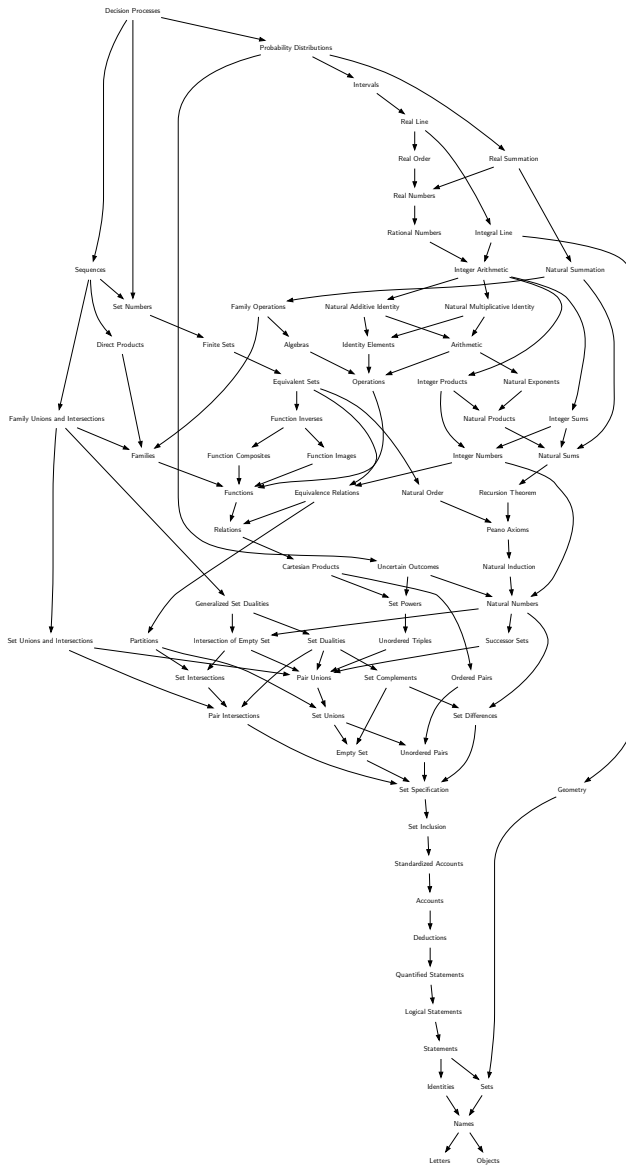 Decision Processes
Probability Distributions
Intervals
Real Line
Real Order
Real Summation
Real Numbers
Rational Numbers
Integral Line
Sequences
Integer Arithmetic
Natural Summation
Set Numbers
Family Operations
Natural Additive Identity
Natural Multiplicative Identity
Direct Products
Finite Sets
Algebras
Identity Elements
Arithmetic
Equivalent Sets
Operations
Integer Products
Natural Exponents
Family Unions and Intersections
Function Inverses
Natural Products
Integer Sums
Families
Function Composites
Function Images
Integer Numbers
Natural Sums
Functions
Equivalence Relations
Natural Order
Recursion Theorem
Relations
Peano Axioms
Cartesian Products
Uncertain Outcomes
Natural Induction
Generalized Set Dualities
Set Powers
Natural Numbers
Set Unions and Intersections
Partitions
Intersection of Empty Set
Set Dualities
Unordered Triples
Successor Sets
Set Intersections
Pair Unions
Set Complements
Ordered Pairs
Pair Intersections
Set Unions
Set Differences
Empty Set
Unordered Pairs
Set Specification
Geometry
Set Inclusion
Standardized Accounts
Accounts
Deductions
Quantified Statements
Logical Statements
Statements
Identities
Sets
Names
Letters
Objects